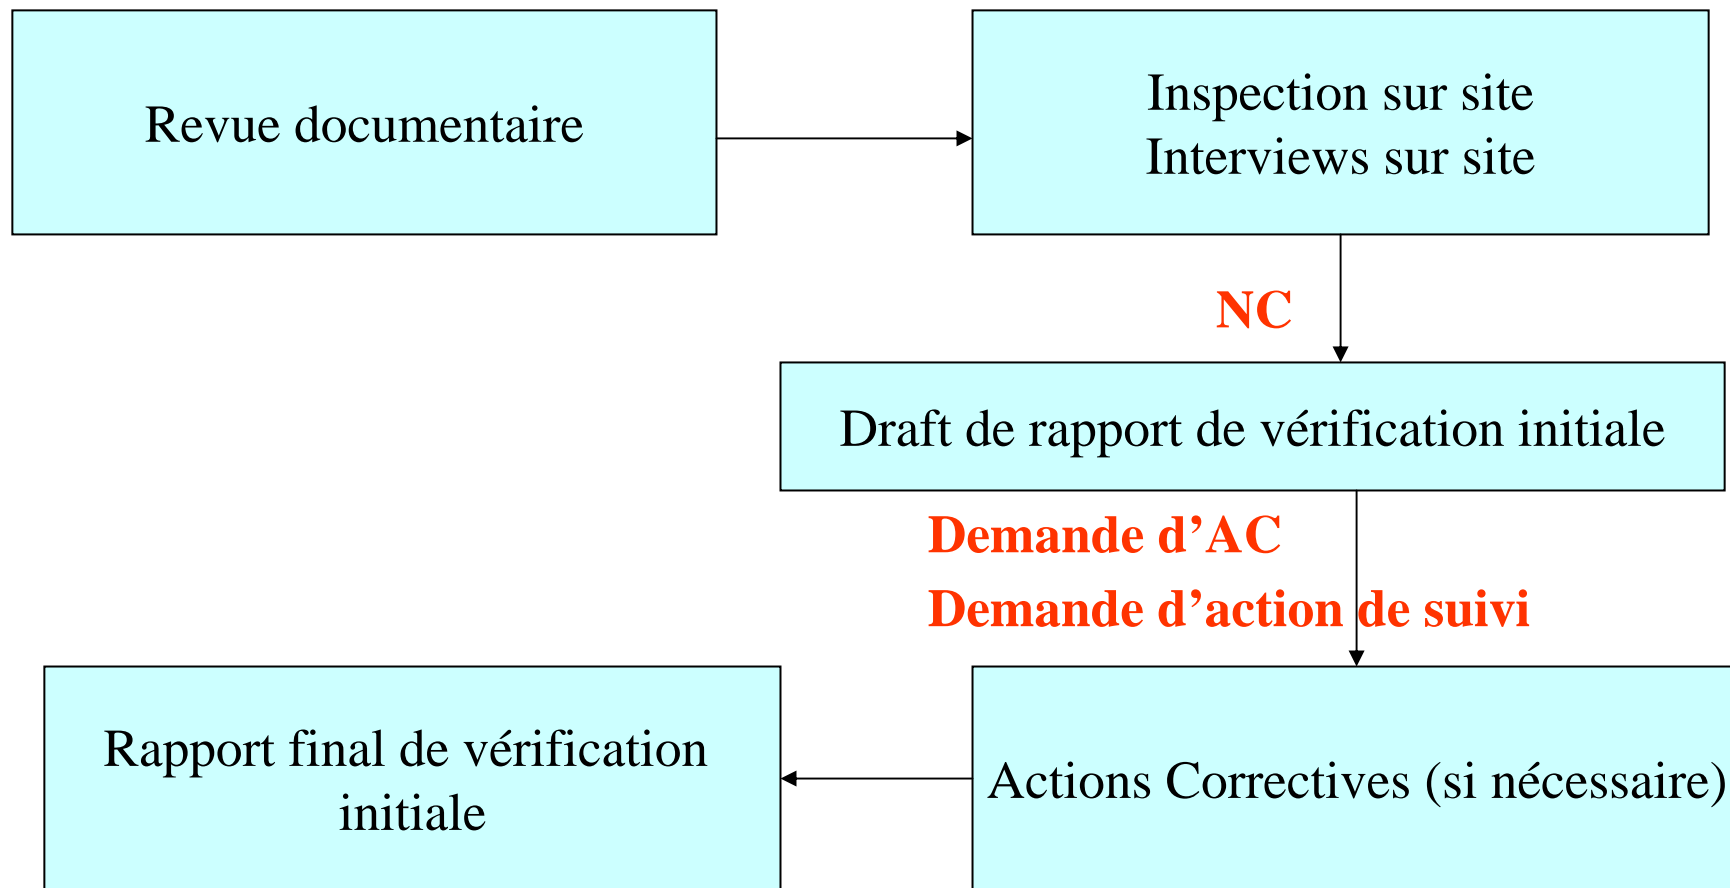 Revue documentaire
Inspection sur site
Interviews sur site
NC
Draft de rapport de vérification initiale
Demande d’AC
Demande d’action de suivi
Actions Correctives (si nécessaire)
Rapport final de vérification
initiale